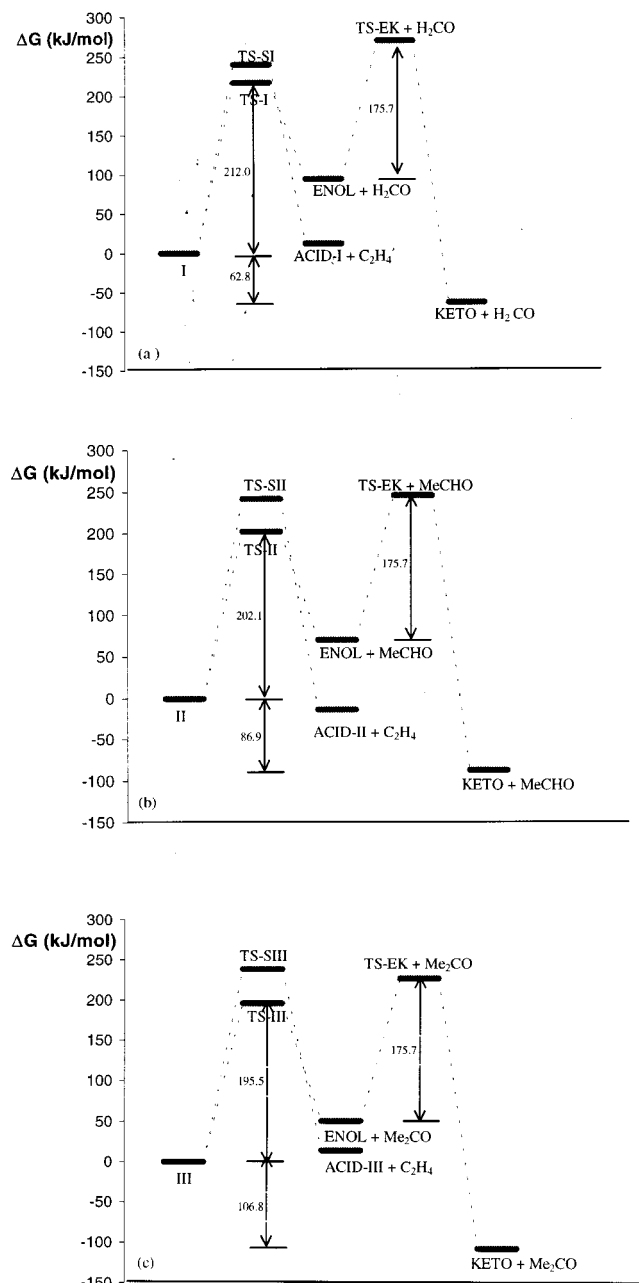 ΔG (kJ/mol)
300
250
200
150
100
50
0
-50
-100
-150
TS-SI
TS-I
TS-EK + H₂CO
175.7
212.0
ENOL + H₂CO
I
ACID-I + C₂H₄
62.8
KETO + H₂CO
(a)
ΔG (kJ/mol)
300
250
200
150
100
50
0
-50
-100
-150
TS-SII
TS-II
TS-EK + MeCHO
175.7
202.1
ENOL + MeCHO
II
ACID-II + C₂H₄
86.9
KETO + MeCHO
(b)
ΔG (kJ/mol)
300
250
200
150
100
50
0
-50
-100
-150
TS-SIII
TS-III
TS-EK + Me₂CO
175.7
195.5
ENOL + Me₂CO
III
ACID-III + C₂H₄
106.8
KETO + Me₂CO
(c)